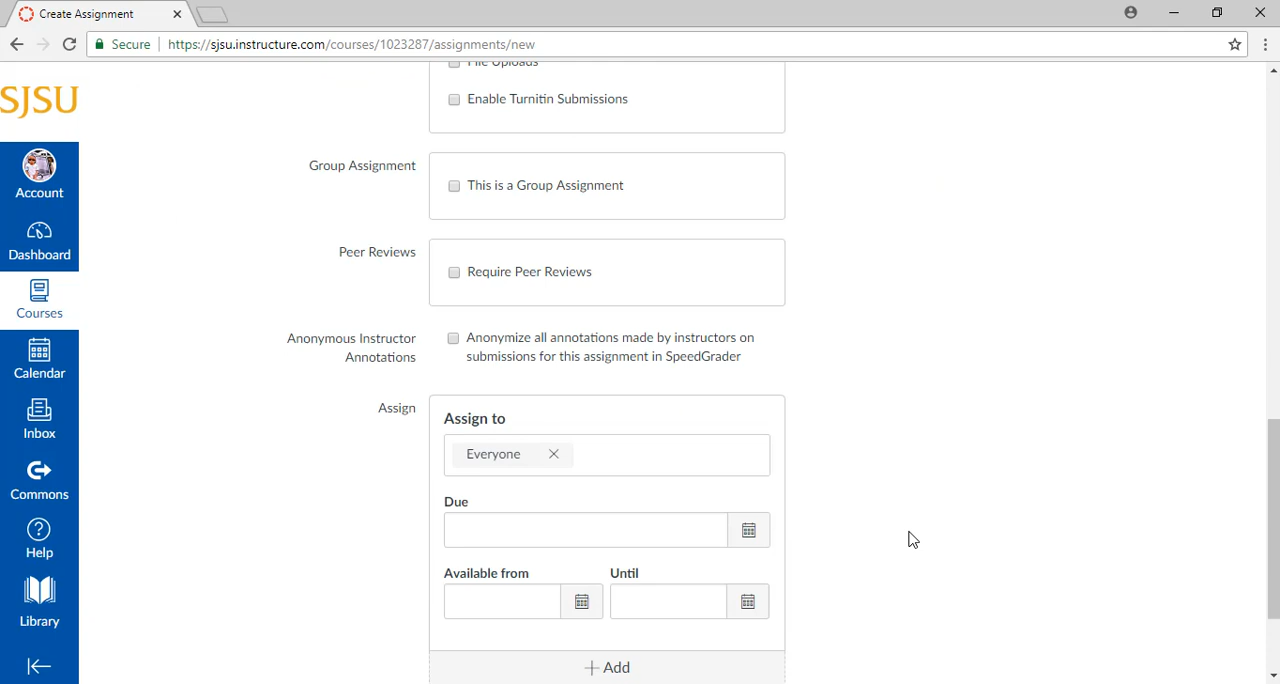 Create Assignment
Secure
https://sjsu.instructure.com/courses/1023287/assignments/new
SJSU
Account
Dashboard
Courses
Calendar
Inbox
Commons
Help
Library
File Uploads
Enable Turnitin Submissions
Group Assignment
This is a Group Assignment
Peer Reviews
Require Peer Reviews
Anonymous Instructor
Annotations
Anonymize all annotations made by instructors on
submissions for this assignment in SpeedGrader
Assign
Assign to
Everyone
Due
Available from
Until
Add